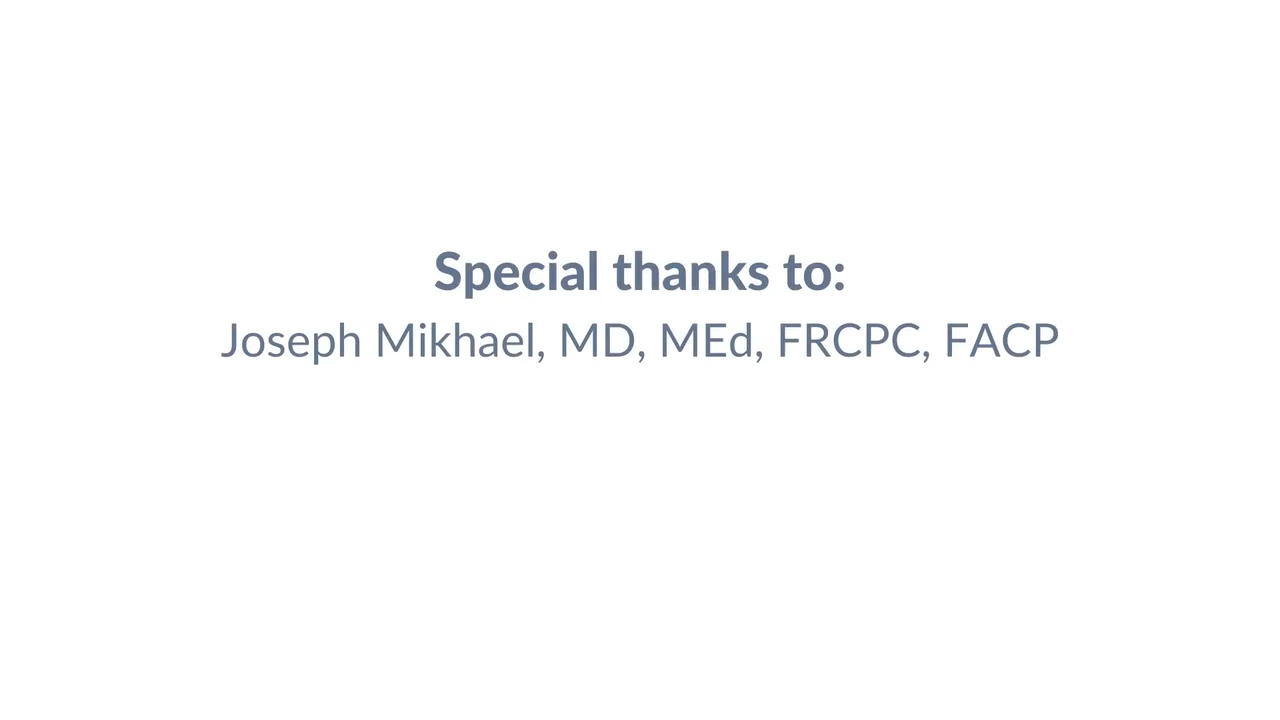 Special thanks to:
Joseph Mikhael, MD, MEd, FRCPC, FACP